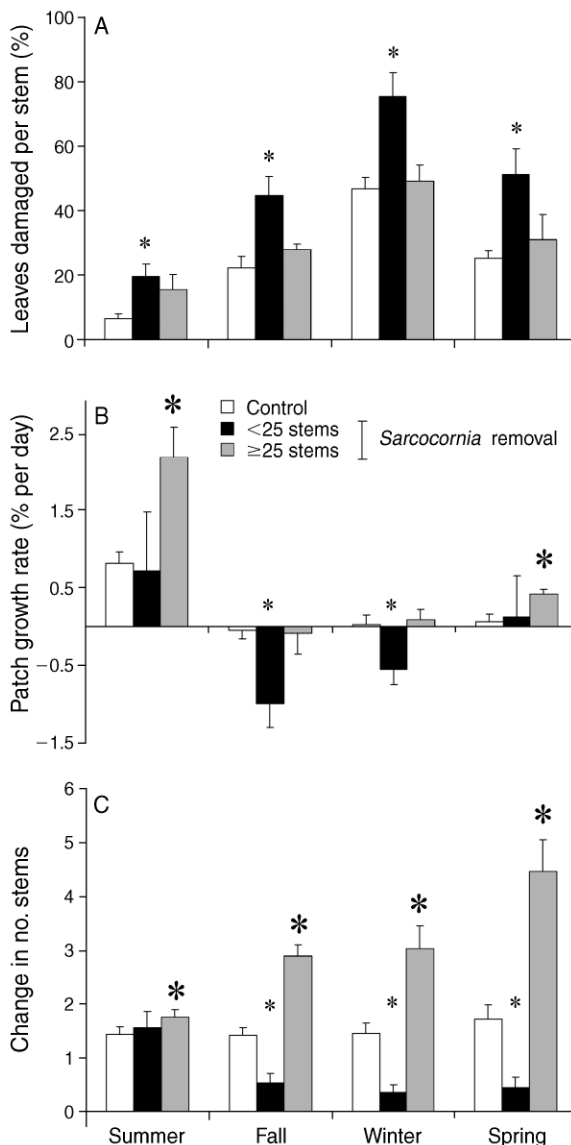 A
Leaves damaged per stem (%)
100
80
60
40
20
0
* * * *
B
Patch growth rate (% per day)
2.5
1.5
0.5
−0.5
−1.5
Control
<25 stems
≥25 stems
Sarcocornia removal
* * * *
C
Change in no. stems
6
5
4
3
2
1
0
* * * * * * *
Summer Fall Winter Spring